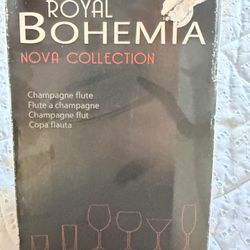 ROYAL
BOHEMIA
NOVA COLLECTION
Champagne flute
Flute a champagne
Champagne flut
Copa flauta